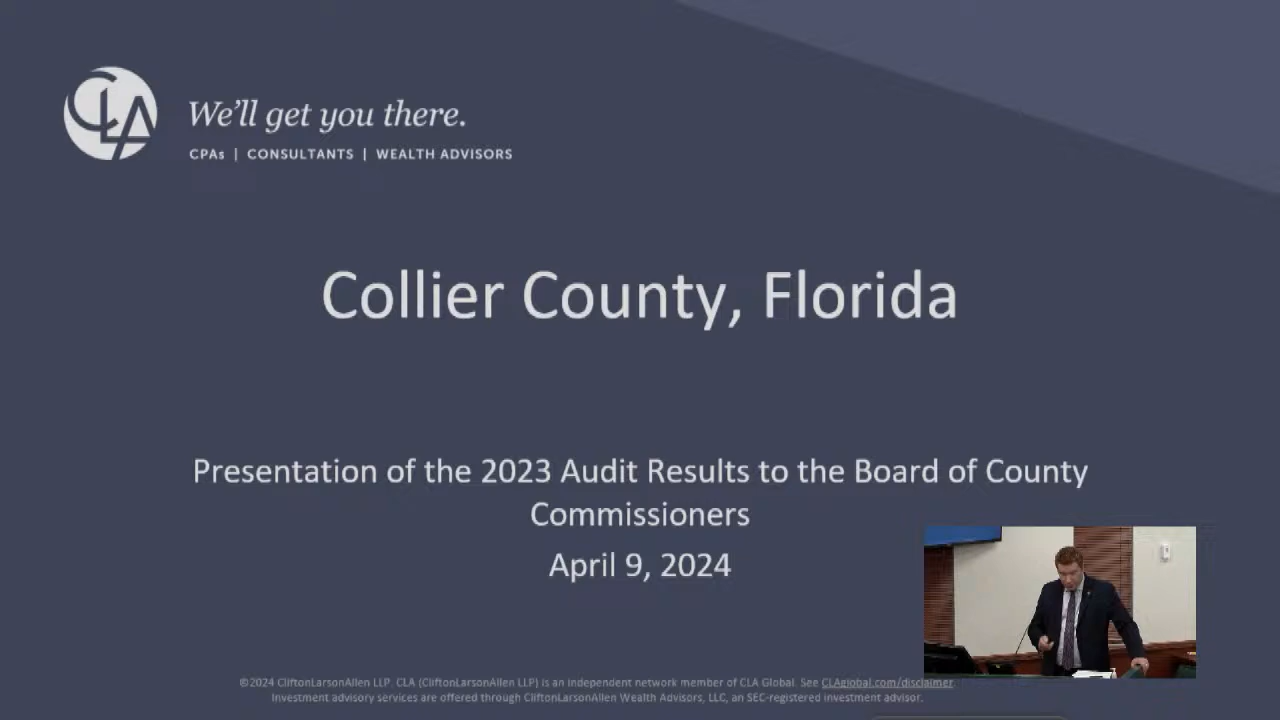 CLA
We'll get you there.
CPAs | CONSULTANTS | WEALTH ADVISORS
Collier County, Florida
Presentation of the 2023 Audit Results to the Board of County
Commissioners
April 9, 2024
©2024 CliftonLarsonAllen LLP. CLA (CliftonLarsonAllen LLP) is an independent network member of CLA Global. See CLAglobal.com/disclaimer.
Investment advisory services are offered through CliftonLarsonAllen Wealth Advisors, LLC, an SEC-registered investment advisor.